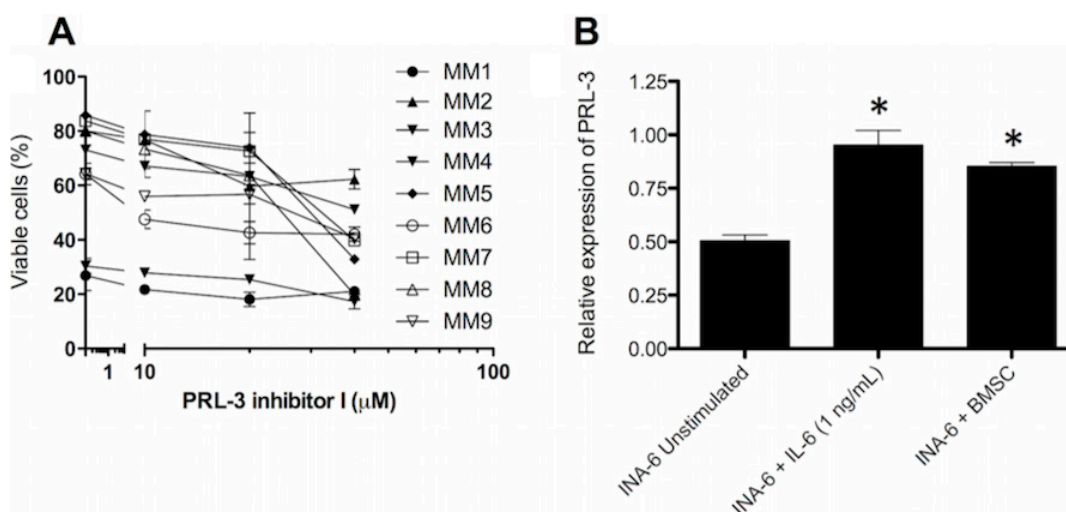 A
Viable cells (%)
100
80
60
40
20
0
1
10
100
PRL-3 inhibitor I (μM)
MM1
MM2
MM3
MM4
MM5
MM6
MM7
MM8
MM9
B
Relative expression of PRL-3
1.25
1.00
0.75
0.50
0.25
0.00
*
*
INA-6 Unstimulated
INA-6 + IL-6 (1 ng/mL)
INA-6 + BMSC